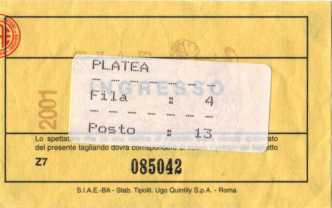 PLATEA
INGRESSO
Fila : 4
Posto : 13
2001
Lo spettat
del presente tagliando dovrà
Z7
085042
S.I.A.E.-BA - Stab. Tipolit. Ugo Quintily S.p.A. - Roma